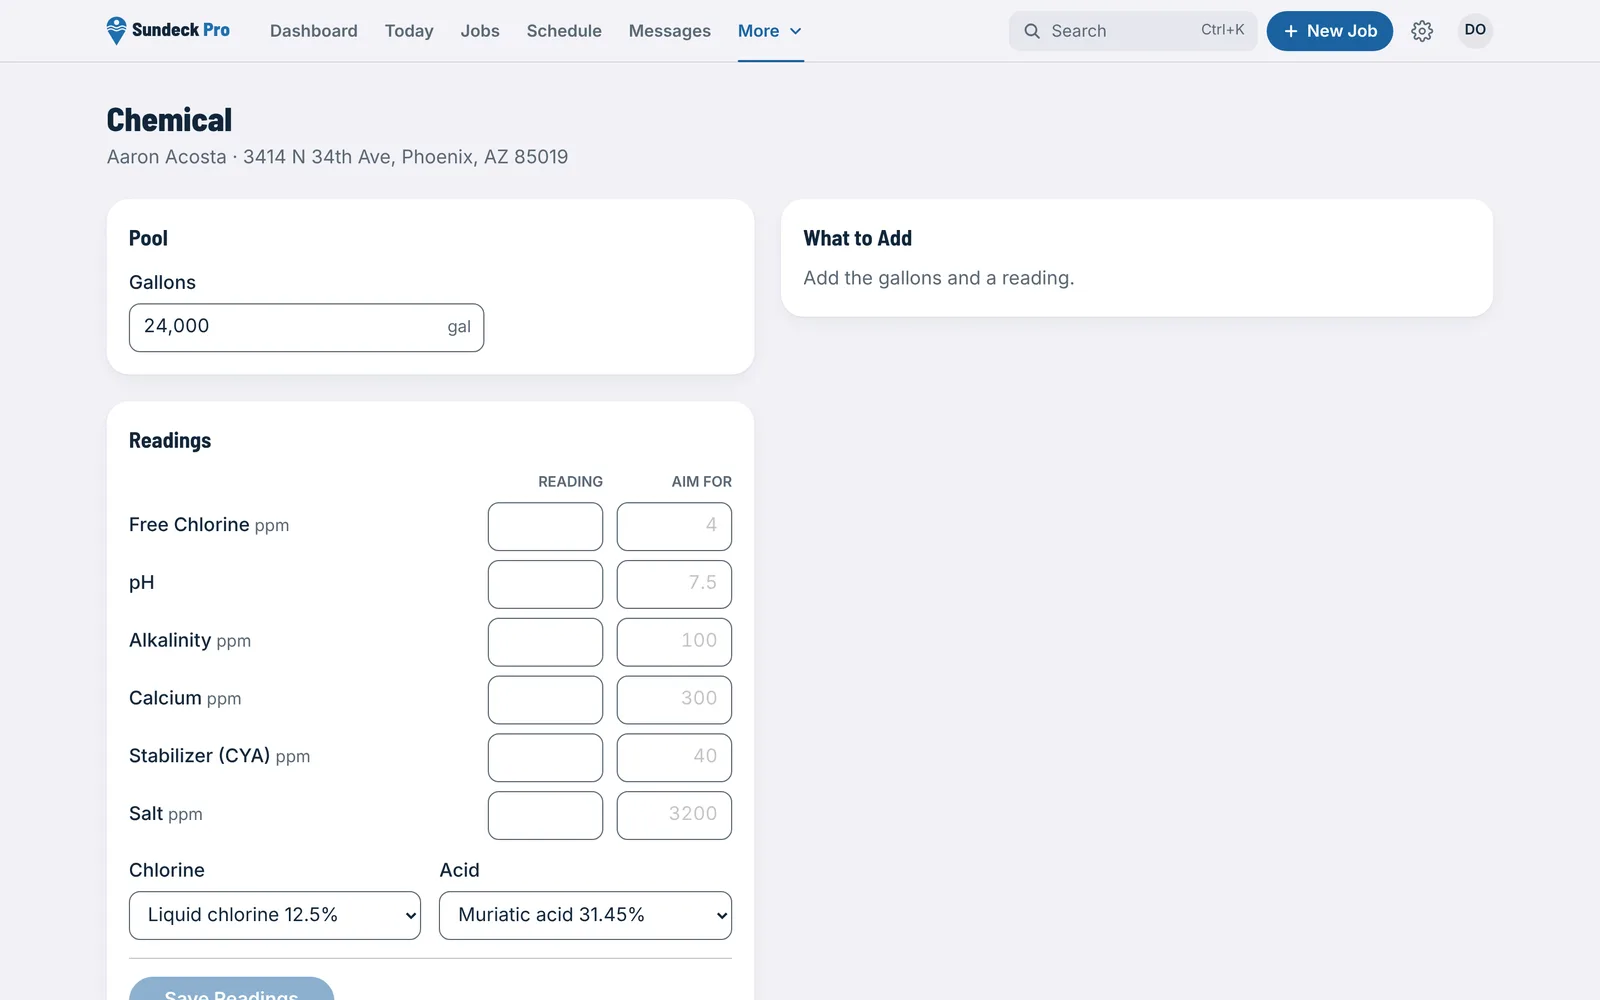 Sundeck Pro
Dashboard
Today
Jobs
Schedule
Messages
More
Search
Ctrl+K
+ New Job
DO
Chemical
Aaron Acosta · 3414 N 34th Ave, Phoenix, AZ 85019
Pool
Gallons
24,000 gal
What to Add
Add the gallons and a reading.
Readings
READING AIM FOR
Free Chlorine ppm 4
pH 7.5
Alkalinity ppm 100
Calcium ppm 300
Stabilizer (CYA) ppm 40
Salt ppm 3200
Chlorine Acid
Liquid chlorine 12.5% Muriatic acid 31.45%
Save Readings